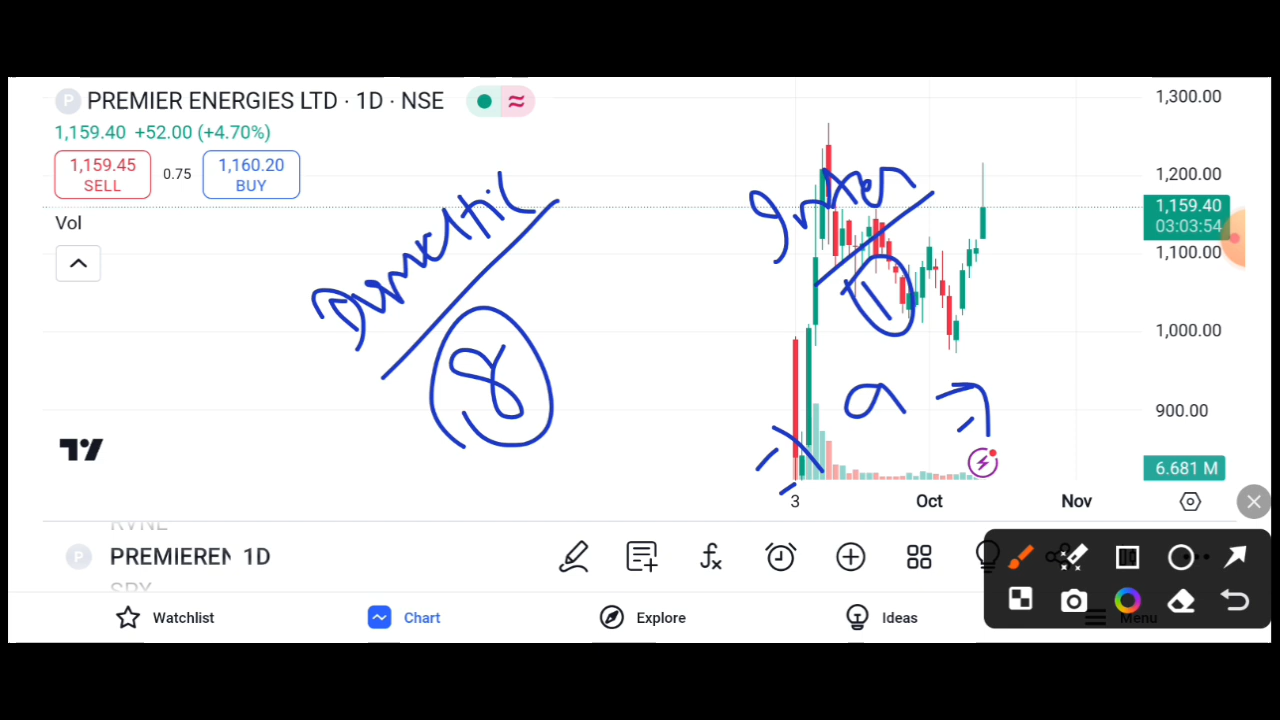 P PREMIER ENERGIES LTD · 1D · NSE
1,159.40 +52.00 (+4.70%)
1,159.45 SELL 0.75 1,160.20 BUY
Vol
1,300.00
1,200.00
1,159.40
03:03:54
1,100.00
1,000.00
900.00
6.681 M
Inter
1
8
3 Oct Nov
RVNL
P PREMIEREN 1D
SPX
Watchlist Chart Explore Ideas Menu